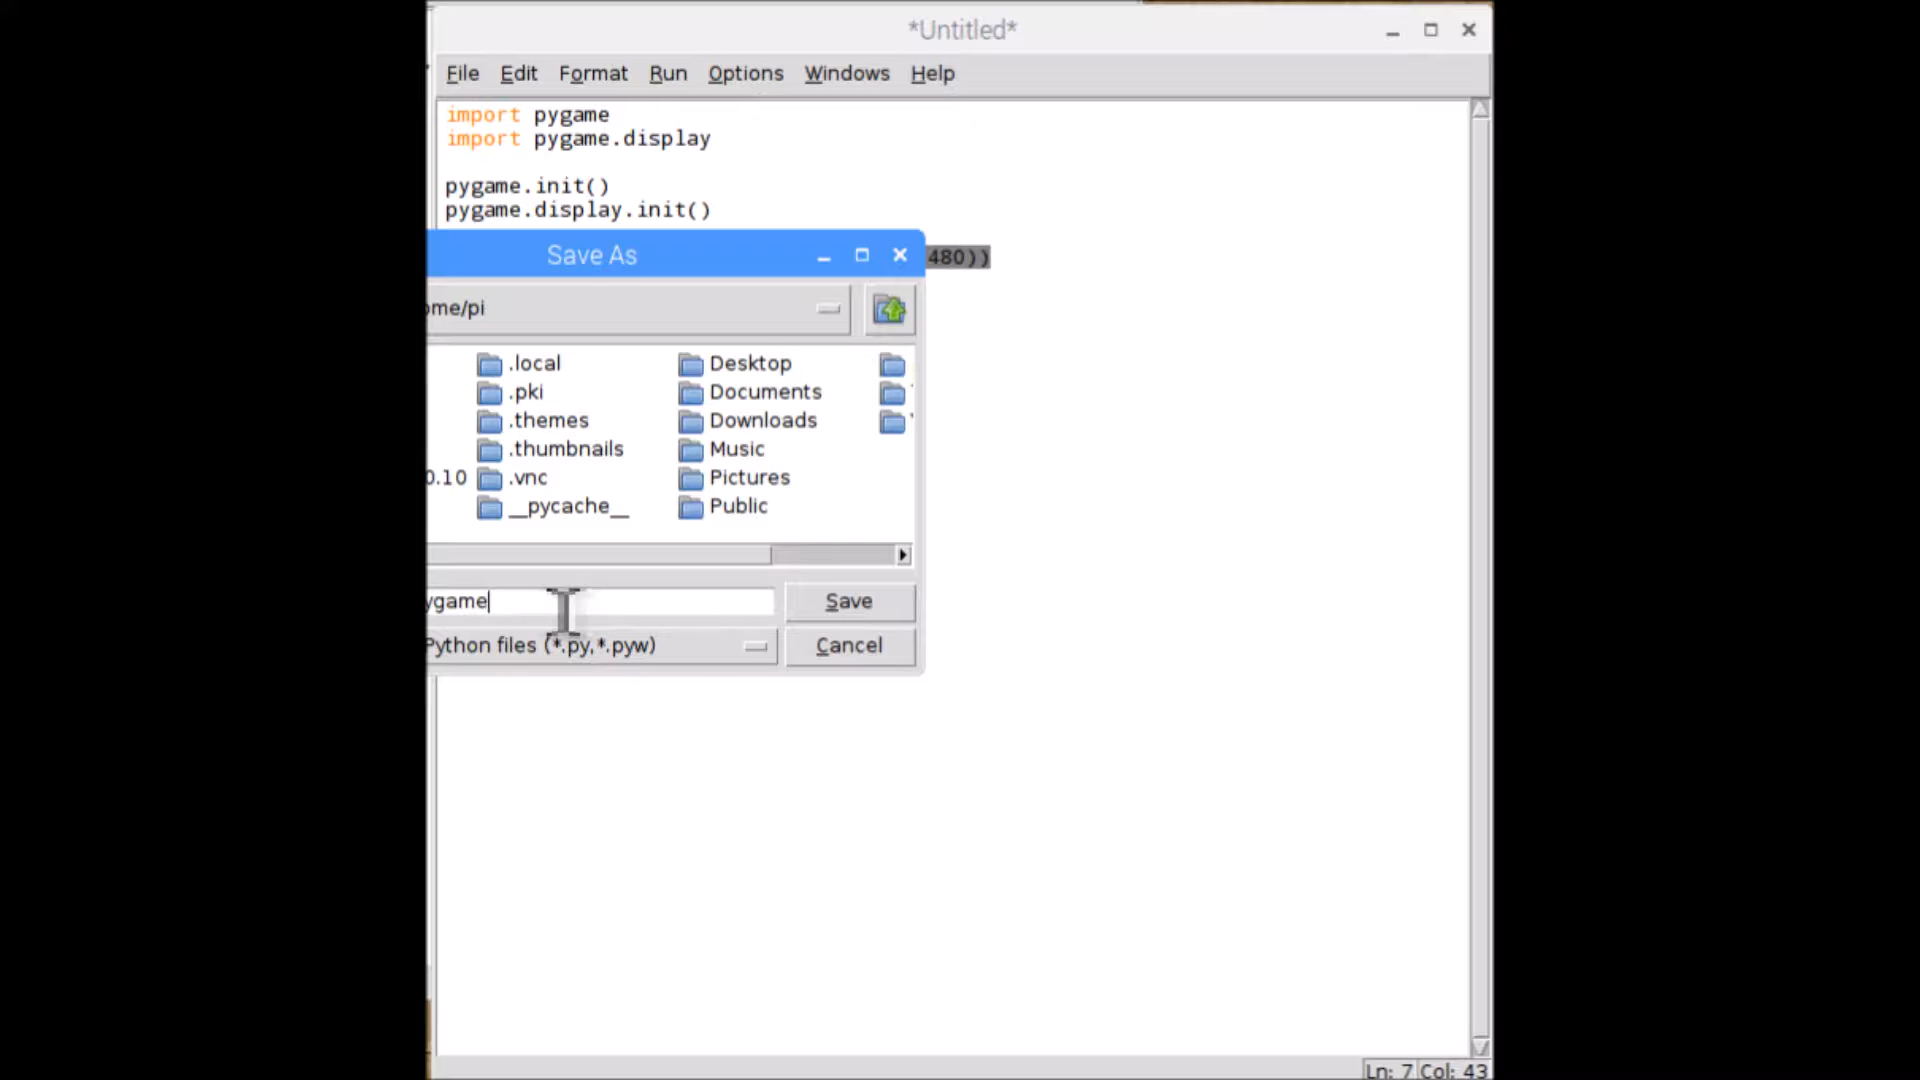 *Untitled*
File Edit Format Run Options Windows Help
import pygame
import pygame.display
pygame.init()
pygame.display.init()
480))
Save As
ome/pi
.local Desktop
.pki Documents
.themes Downloads
.thumbnails Music
0.10 .vnc Pictures
__pycache__ Public
ygame Save
Python files (*.py,*.pyw) Cancel
Ln: 7 Col: 43